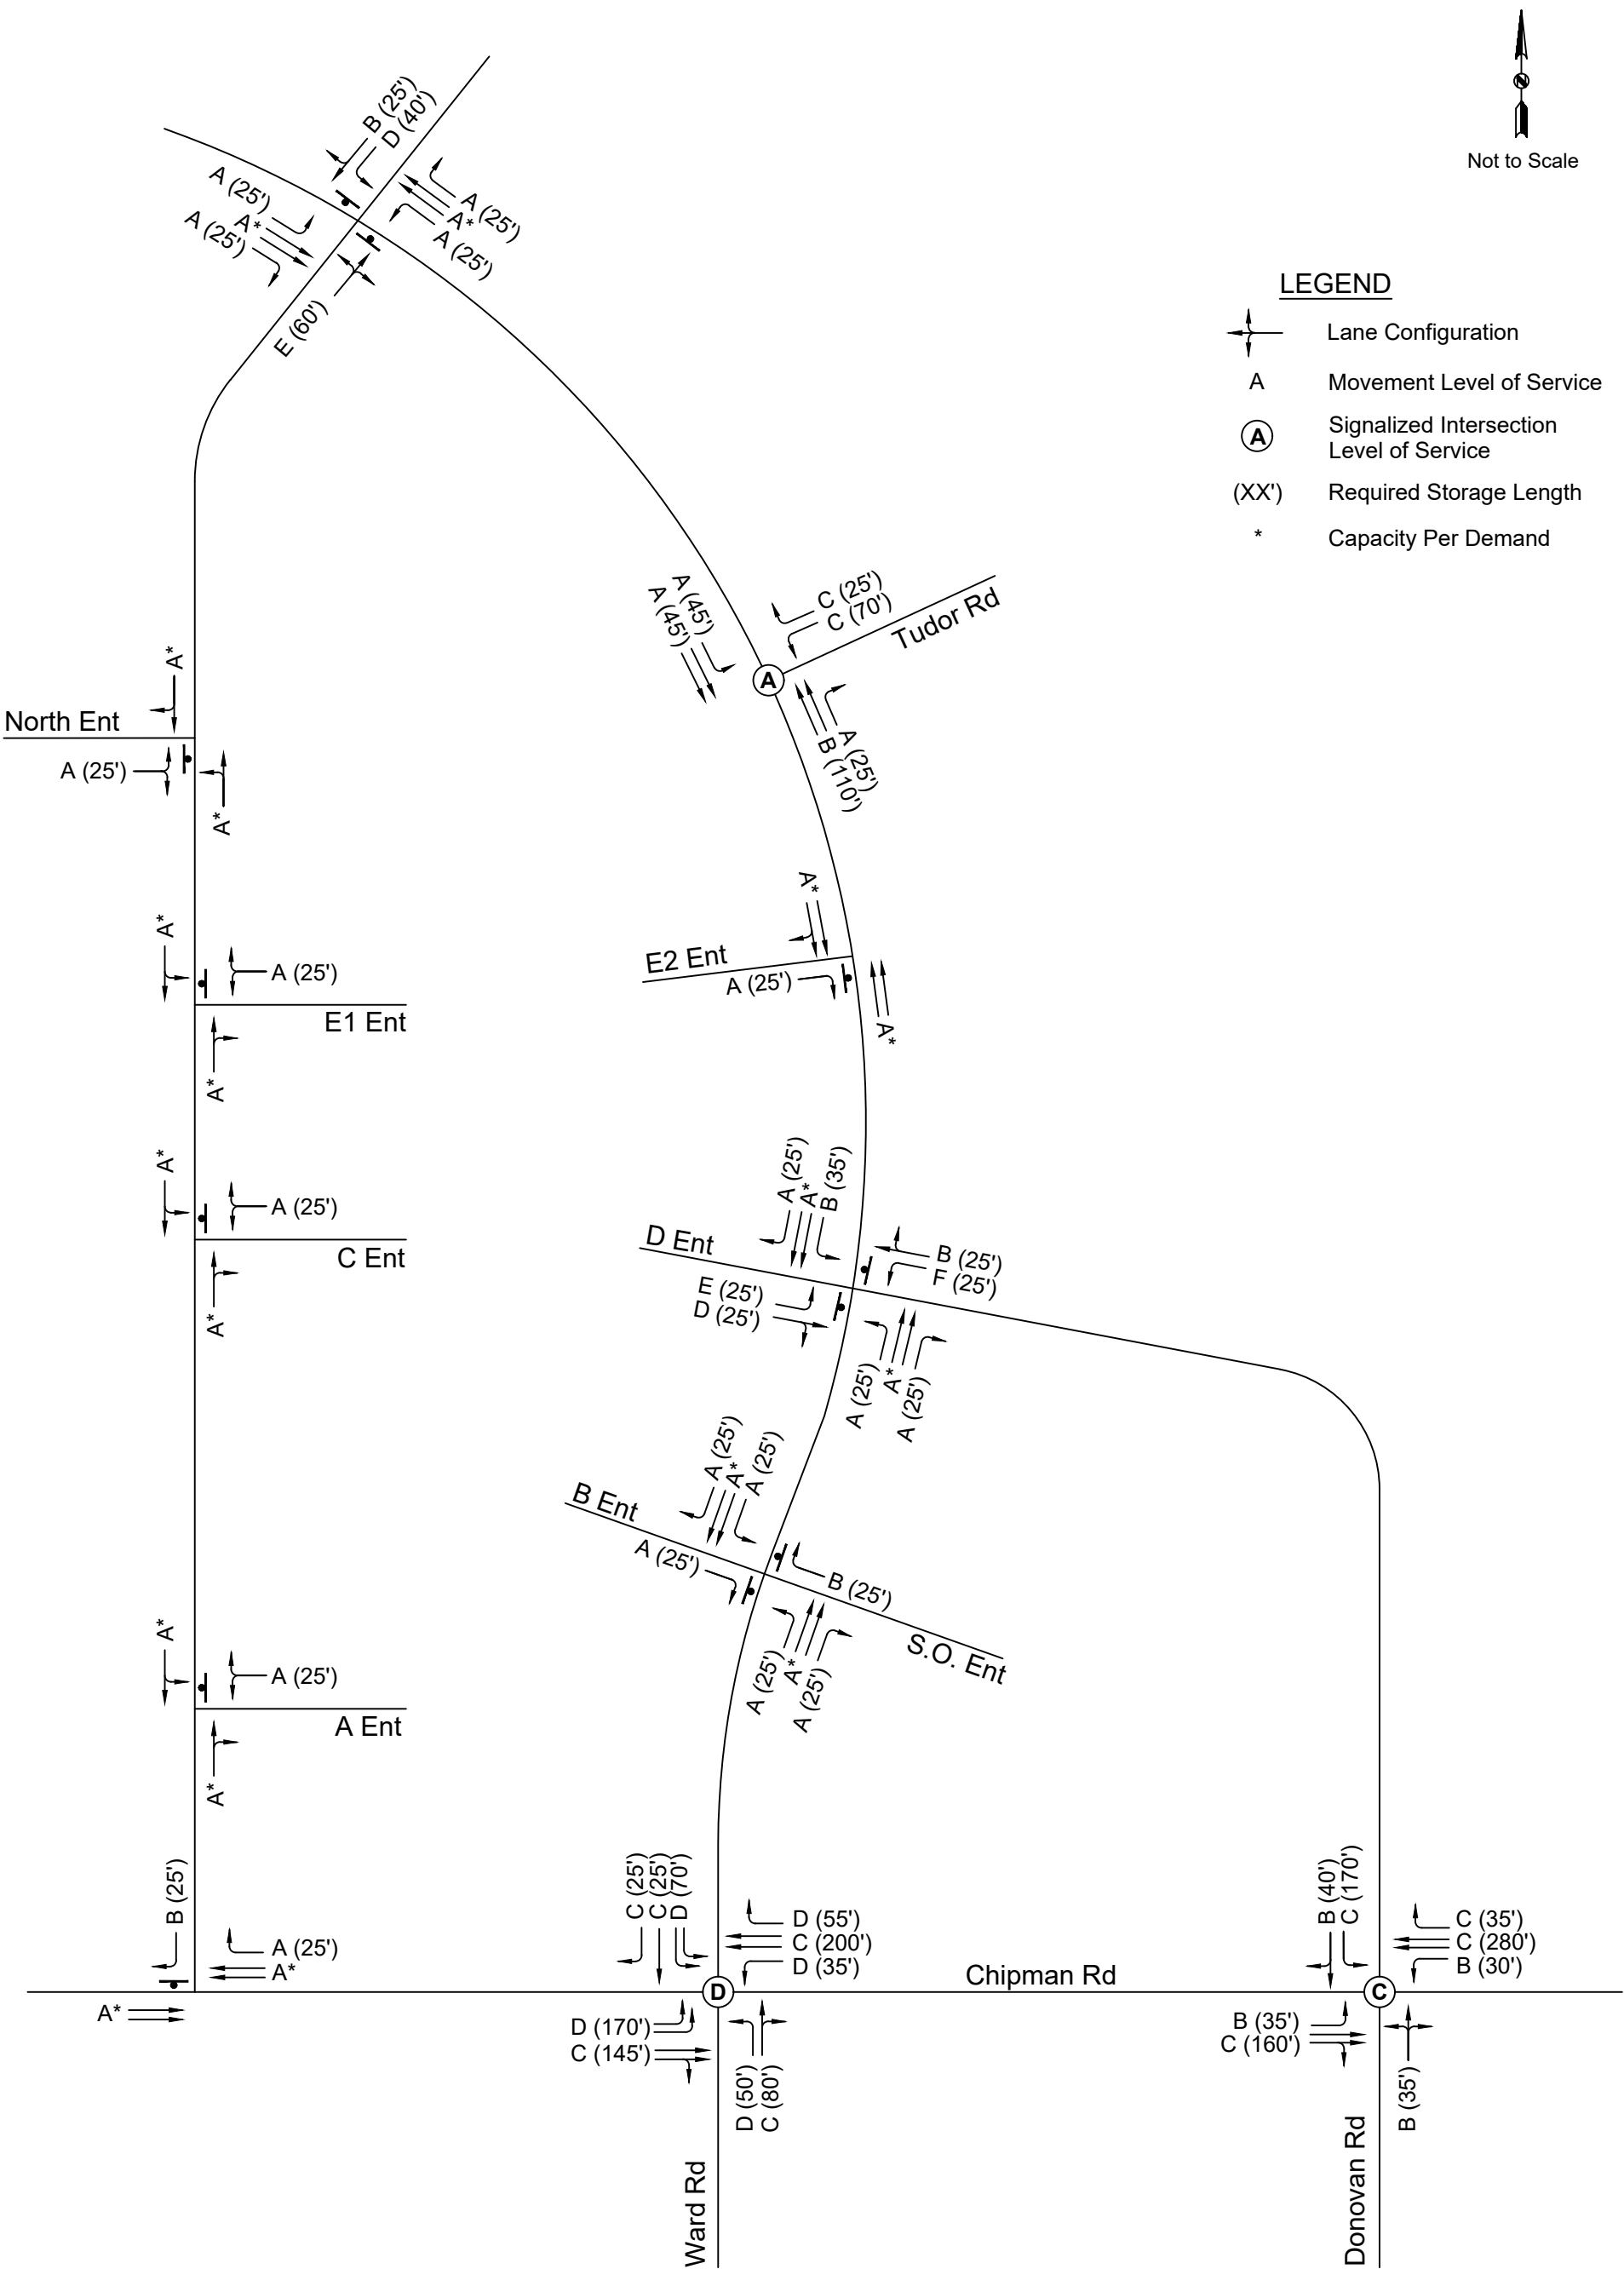 N
Not to Scale
LEGEND
Lane Configuration
A
Movement Level of Service
A
Signalized Intersection
Level of Service
(XX')
Required Storage Length
*
Capacity Per Demand
B (25')
D (40')
A (25')
A*
A (25')
A (25')
A*
A (25')
E (60')
A (45')
A (45')
C (25')
C (70')
Tudor Rd
A
A (25')
B (110')
A*
North Ent
A (25')
A*
A*
E2 Ent
A (25')
A*
A*
A (25')
E1 Ent
A*
A*
A (25')
C Ent
A*
A (25')
A*
B (35')
D Ent
E (25')
D (25')
B (25')
F (25')
A (25')
A*
A (25')
A (25')
A*
A (25')
B Ent
A (25')
B (25')
S.O. Ent
A (25')
A*
A (25')
A*
A (25')
A Ent
A*
B (25')
A (25')
A*
A*
C (25')
C (25')
D (70')
D (55')
C (200')
D (35')
D
D (170')
C (145')
D (50')
C (80')
Ward Rd
Chipman Rd
B (40')
C (170')
C (35')
C (280')
B (30')
C
B (35')
C (160')
B (35')
Donovan Rd